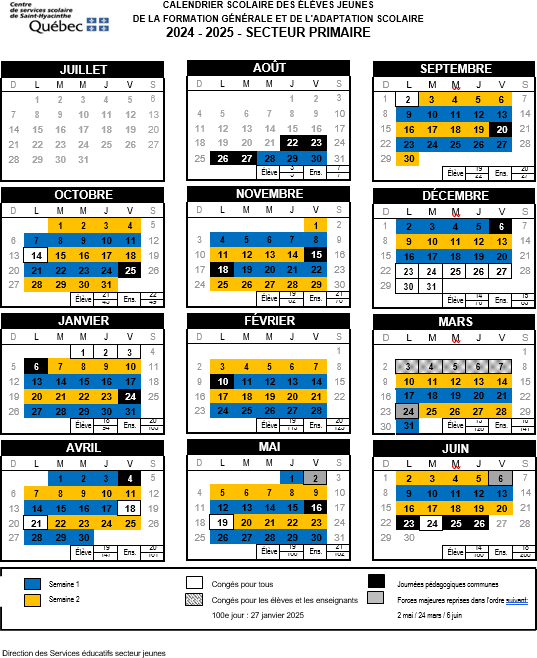 Centre
de services scolaire
de Saint-Hyacinthe
Québec
CALENDRIER SCOLAIRE DES ÉLÈVES JEUNES
DE LA FORMATION GÉNÉRALE ET DE L'ADAPTATION SCOLAIRE
2024 - 2025 - SECTEUR PRIMAIRE
JUILLET
D L M M J V S
1 2 3 4 5 6
7 8 9 10 11 12 13
14 15 16 17 18 19 20
21 22 23 24 25 26 27
28 29 30 31
AOÛT
D L M M J V S
1 2 3
4 5 6 7 8 9 10
11 12 13 14 15 16 17
18 19 20 21 22 23 24
25 26 27 28 29 30 31
Élève Ens.
SEPTEMBRE
D L M M J V S
1 2 3 4 5 6 7
8 9 10 11 12 13 14
15 16 17 18 19 20 21
22 23 24 25 26 27 28
29 30
Élève Ens.
OCTOBRE
D L M M J V S
1 2 3 4 5
6 7 8 9 10 11 12
13 14 15 16 17 18 19
20 21 22 23 24 25 26
27 28 29 30 31
Élève Ens.
NOVEMBRE
D L M M J V S
1 2
3 4 5 6 7 8 9
10 11 12 13 14 15 16
17 18 19 20 21 22 23
24 25 26 27 28 29 30
Élève Ens.
DÉCEMBRE
D L M M J V S
1 2 3 4 5 6 7
8 9 10 11 12 13 14
15 16 17 18 19 20 21
22 23 24 25 26 27 28
29 30 31
Élève Ens.
JANVIER
D L M M J V S
1 2 3 4
5 6 7 8 9 10 11
12 13 14 15 16 17 18
19 20 21 22 23 24 25
26 27 28 29 30 31
Élève Ens.
FÉVRIER
D L M M J V S
1
2 3 4 5 6 7 8
9 10 11 12 13 14 15
16 17 18 19 20 21 22
23 24 25 26 27 28
Élève Ens.
MARS
D L M M J V S
1
2 3 4 5 6 7 8
9 10 11 12 13 14 15
16 17 18 19 20 21 22
23 24 25 26 27 28 29
30 31
Élève Ens.
AVRIL
D L M M J V S
1 2 3 4 5
6 7 8 9 10 11 12
13 14 15 16 17 18 19
20 21 22 23 24 25 26
27 28 29 30
Élève Ens.
MAI
D L M M J V S
1 2 3
4 5 6 7 8 9 10
11 12 13 14 15 16 17
18 19 20 21 22 23 24
25 26 27 28 29 30 31
Élève Ens.
JUIN
D L M M J V S
1 2 3 4 5 6 7
8 9 10 11 12 13 14
15 16 17 18 19 20 21
22 23 24 25 26 27 28
29 30
Élève Ens.
Semaine 1
Semaine 2
Congés pour tous
Congés pour les élèves et les enseignants
100e jour : 27 janvier 2025
Journées pédagogiques communes
Forces majeures reprises dans l'ordre suivant:
2 mai / 24 mars / 6 juin
Direction des Services éducatifs secteur jeunes